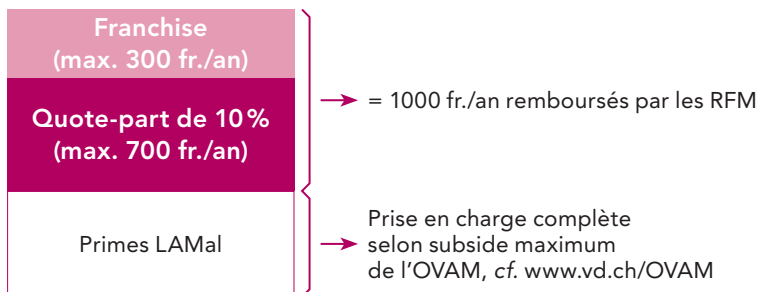 Franchise
(max. 300 fr./an)
Quote-part de 10 %
(max. 700 fr./an)
= 1000 fr./an remboursés par les RFM
Primes LAMal
Prise en charge complète
selon subside maximum
de l’OVAM, cf. www.vd.ch/OVAM